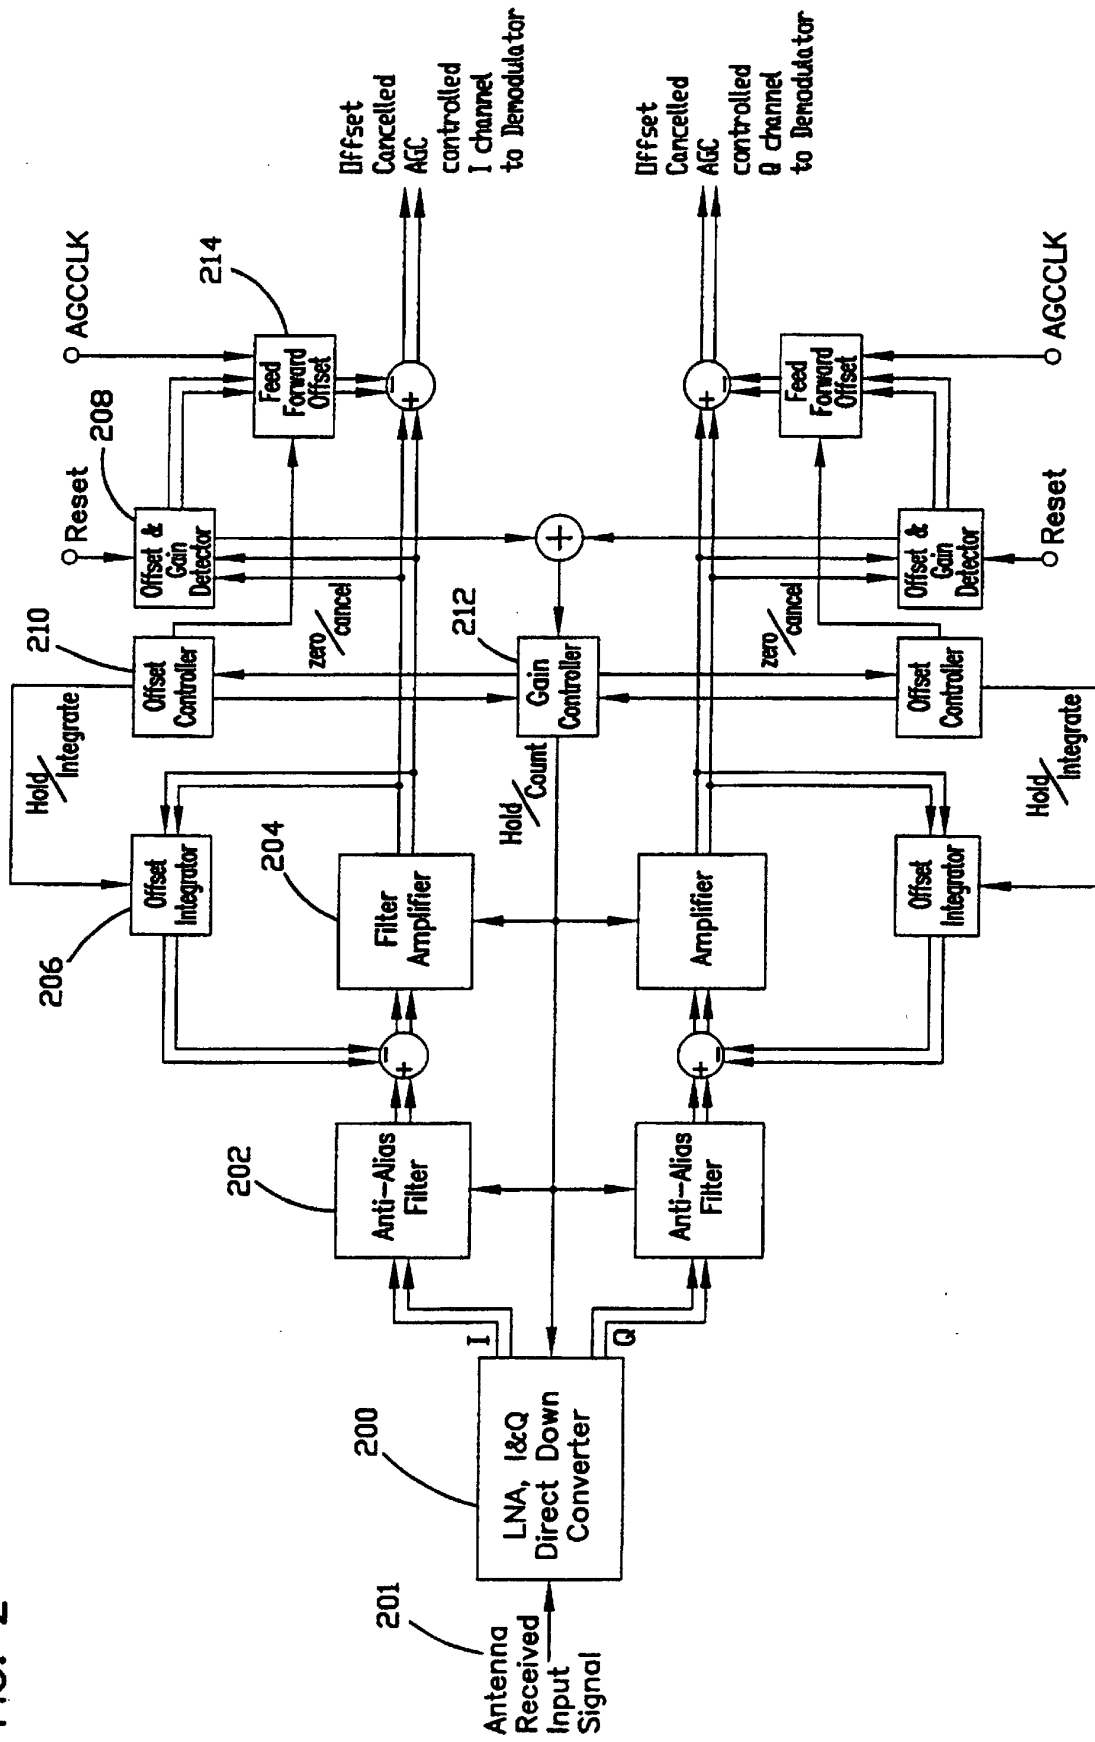 FIG. 2
Antenna
Received
Input
Signal
201
200
LNA, I&Q
Direct Down
Converter
I
Q
202
Anti-Alias
Filter
Anti-Alias
Filter
206
Offset
Integrator
Hold/
Integrate
204
Filter
Amplifier
Amplifier
Offset
Integrator
Hold/
Integrate
210
Offset
Controller
zero/
cancel
212
Gain
Controller
Hold/
Count
zero/
cancel
Offset
Controller
Reset
208
Offset &
Gain
Detector
Offset &
Gain
Detector
Reset
AGCCLK
214
Feed
Forward
Offset
Feed
Forward
Offset
AGCCLK
+
-
+
-
+
+
-
+
-
Offset
Cancelled
AGC
controlled
I channel
to Demodulator
Offset
Cancelled
AGC
controlled
Q channel
to Demodulator